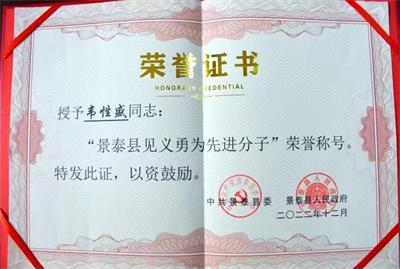 荣誉证书
HONORARY CREDENTIAL
授予韦性盛同志：
“景泰县见义勇为先进分子”荣誉称号。
特发此证，以资鼓励。
中共景泰县委 景泰县人民政府
二〇二二年十二月